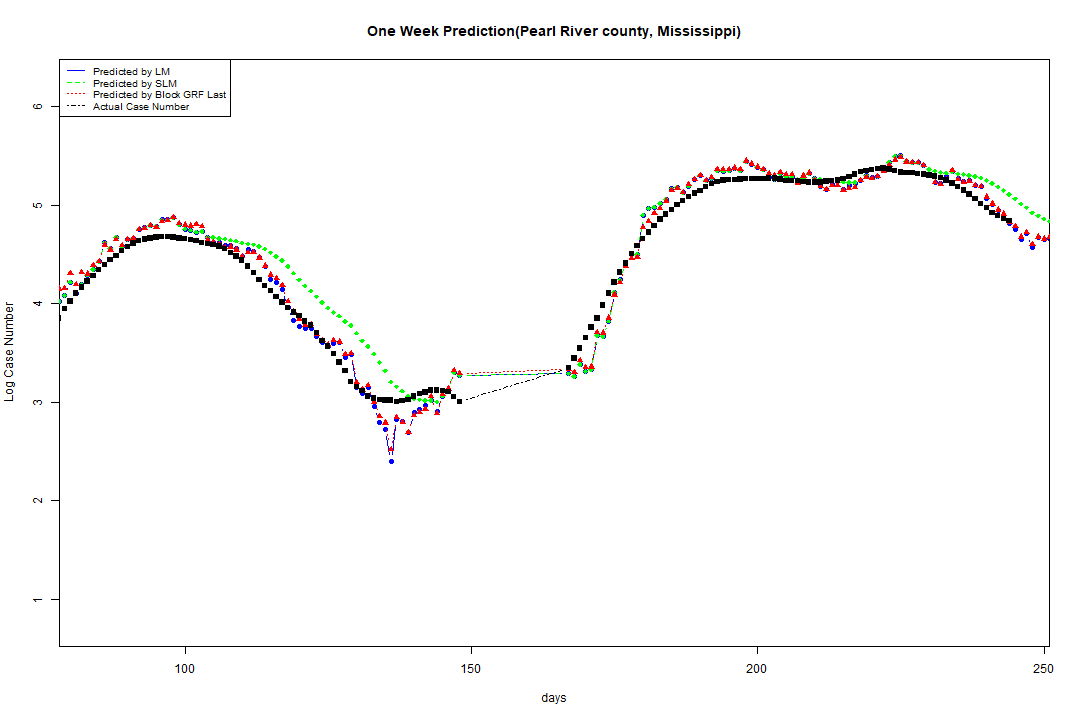 One Week Prediction(Pearl River county, Mississippi)
Predicted by LM
Predicted by SLM
Predicted by Block GRF Last
Actual Case Number
6
5
4
3
2
1
Log Case Number
100 150 200 250
days